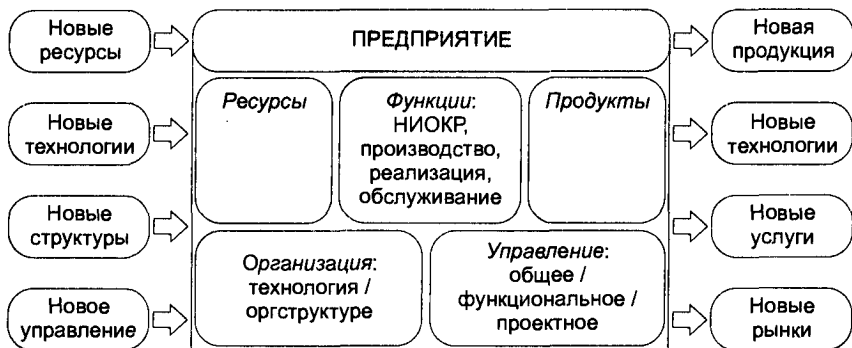 Новые
ресурсы
ПРЕДПРИЯТИЕ
Новая
продукция
Новые
технологии
Ресурсы
Функции:
НИОКР,
производство,
реализация,
обслуживание
Продукты
Новые
технологии
Новые
структуры
Новые
услуги
Новое
управление
Организация:
технология /
оргструктуре
Управление:
общее /
функциональное /
проектное
Новые
рынки